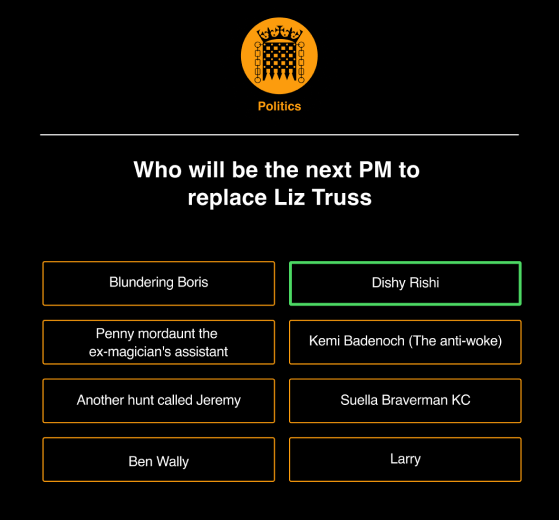 Politics
Who will be the next PM to
replace Liz Truss
Blundering Boris
Dishy Rishi
Penny mordaunt the
ex-magician's assistant
Kemi Badenoch (The anti-woke)
Another hunt called Jeremy
Suella Braverman KC
Ben Wally
Larry